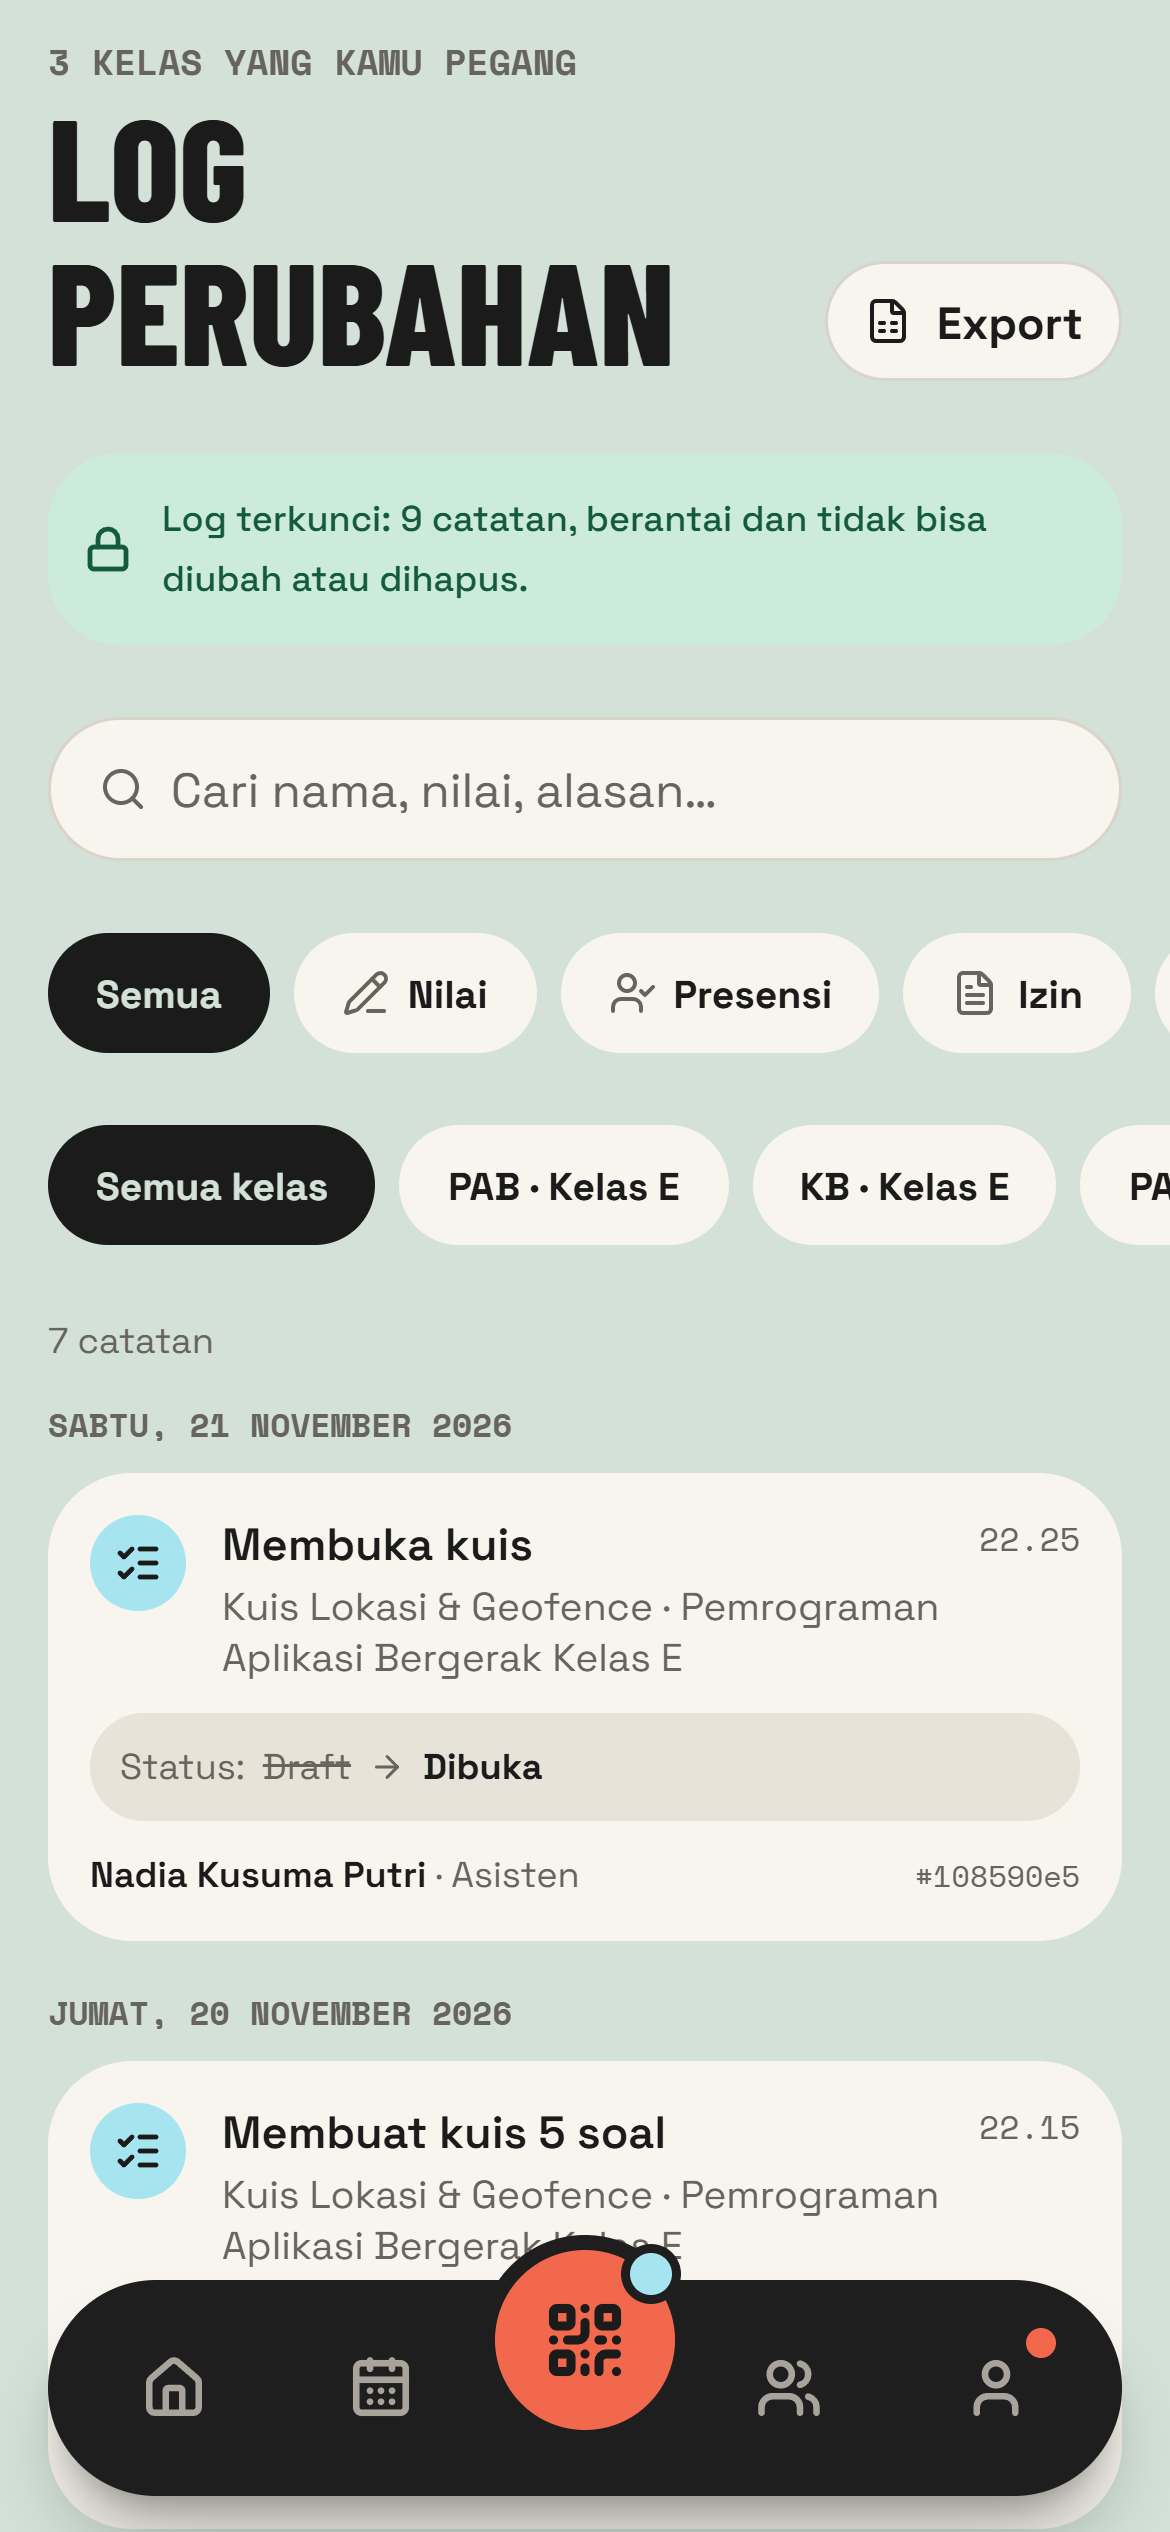 3 KELAS YANG KAMU PEGANG
LOG
PERUBAHAN
Export
Log terkunci: 9 catatan, berantai dan tidak bisa
diubah atau dihapus.
Cari nama, nilai, alasan...
Semua
Nilai
Presensi
Izin
Semua kelas
PAB · Kelas E
KB · Kelas E
7 catatan
SABTU, 21 NOVEMBER 2026
Membuka kuis
22.25
Kuis Lokasi & Geofence · Pemrograman
Aplikasi Bergerak Kelas E
Status: Draft → Dibuka
Nadia Kusuma Putri · Asisten
#108590e5
JUMAT, 20 NOVEMBER 2026
Membuat kuis 5 soal
22.15
Kuis Lokasi & Geofence · Pemrograman
Aplikasi Bergerak Kelas E